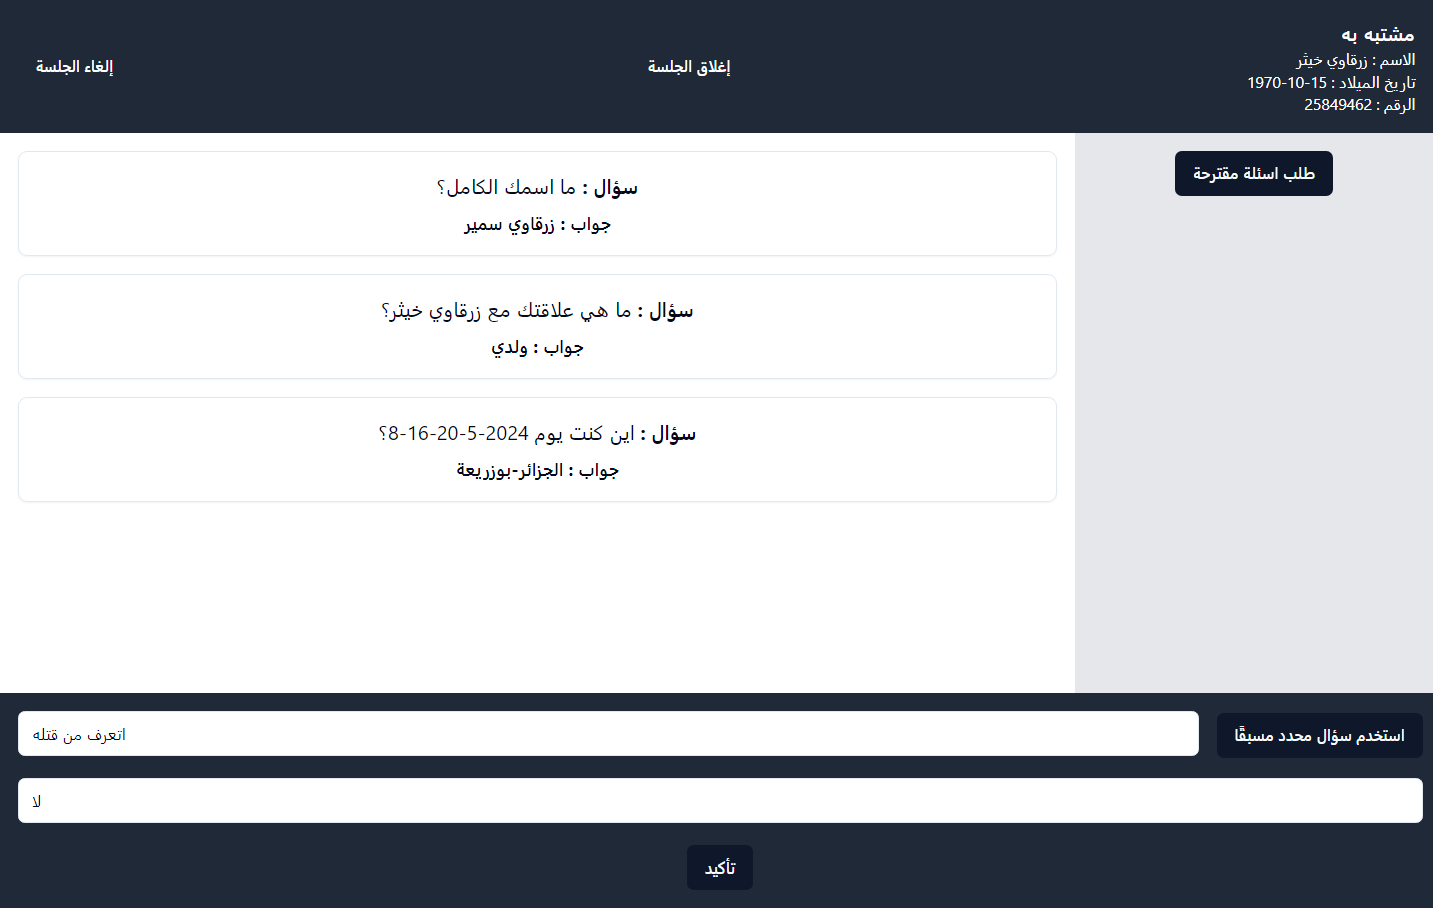 مشتبه به
الاسم : زرقاوي خيثر
تاريخ الميلاد : 15-10-1970
الرقم : 25849462
إغلاق الجلسة
إلغاء الجلسة
طلب اسئلة مقترحة
سؤال : ما اسمك الكامل؟
جواب : زرقاوي سمير
سؤال : ما هي علاقتك مع زرقاوي خيثر؟
جواب : ولدي
سؤال : اين كنت يوم 2024-5-20-16-8؟
جواب : الجزائر-بوزريعة
استخدم سؤال محدد مسبقًا
اتعرف من قتله
لا
تأكيد